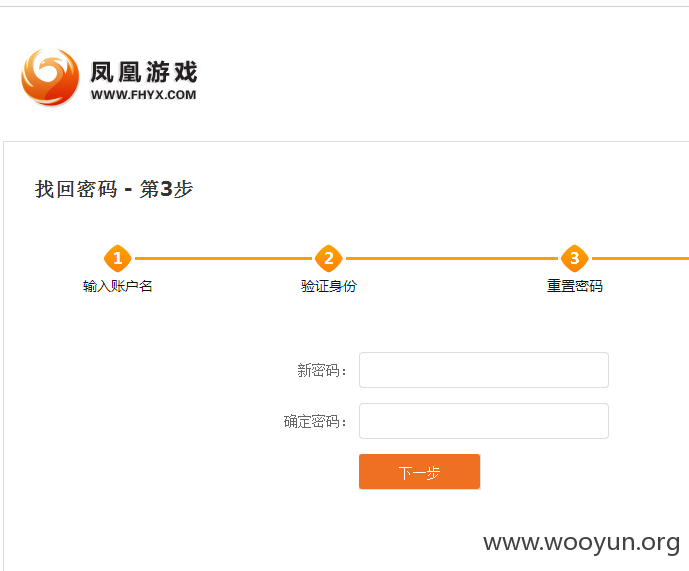 凤凰游戏
WWW.FHYX.COM
找回密码 - 第3步
1 2 3
输入账户名 验证身份 重置密码
新密码：
确定密码：
下一步
www.wooyun.org